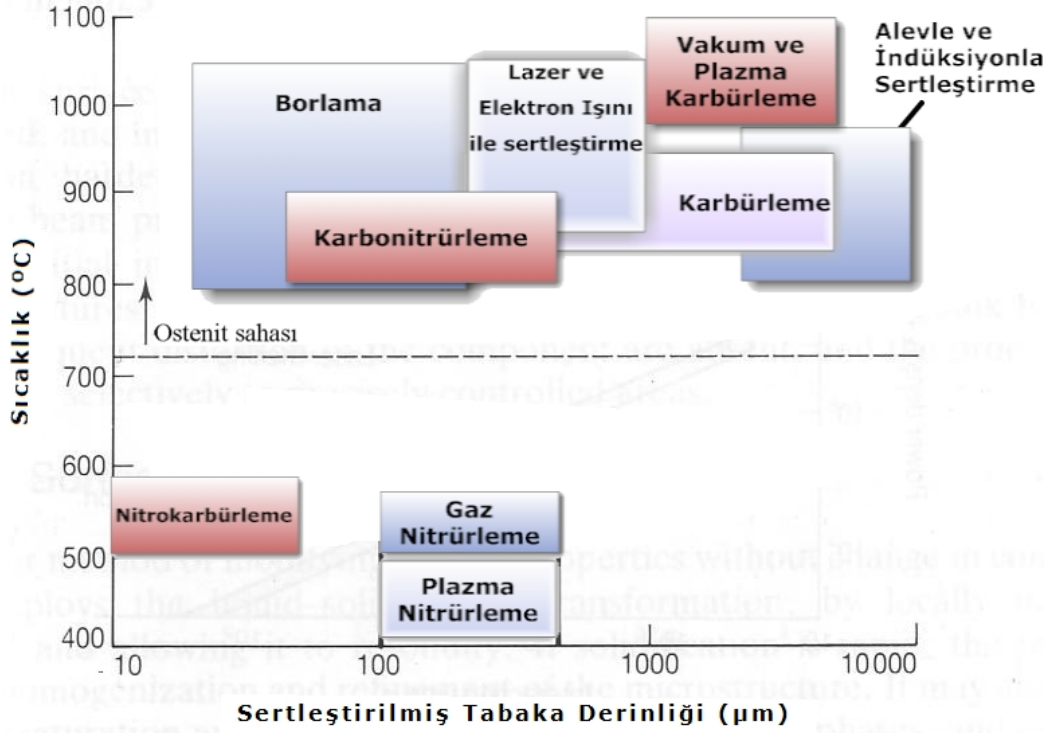 1100
1000
900
800
700
600
500
400
Sıcaklık (ºC)
Borlama
Lazer ve
Elektron Işını
ile sertleştirme
Vakum ve
Plazma
Karbürleme
Alevle ve
İndüksiyonla
Sertleştirme
Karbürleme
Karbonitrürleme
Ostenit sahası
Nitrokarbürleme
Gaz
Nitrürleme
Plazma
Nitrürleme
10
100
1000
10000
Sertleştirilmiş Tabaka Derinliği (µm)